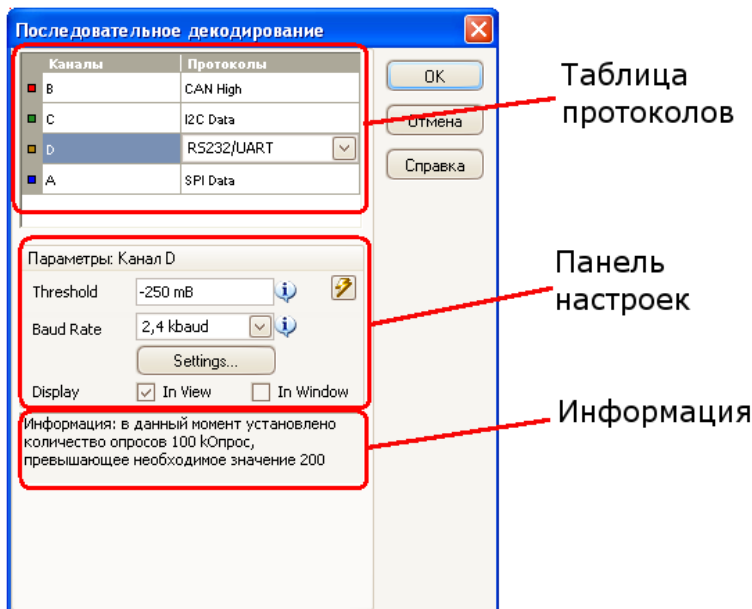 Последовательное декодирование
Каналы Протоколы
B CAN High
C I2C Data
D RS232/UART
A SPI Data
OK
Отмена
Справка
Таблица
протоколов
Параметры: Канал D
Threshold -250 mB
Baud Rate 2,4 kbaud
Settings...
Display In View In Window
Панель
настроек
Информация: в данный момент установлено
количество опросов 100 kОпрос,
превышающее необходимое значение 200
Информация